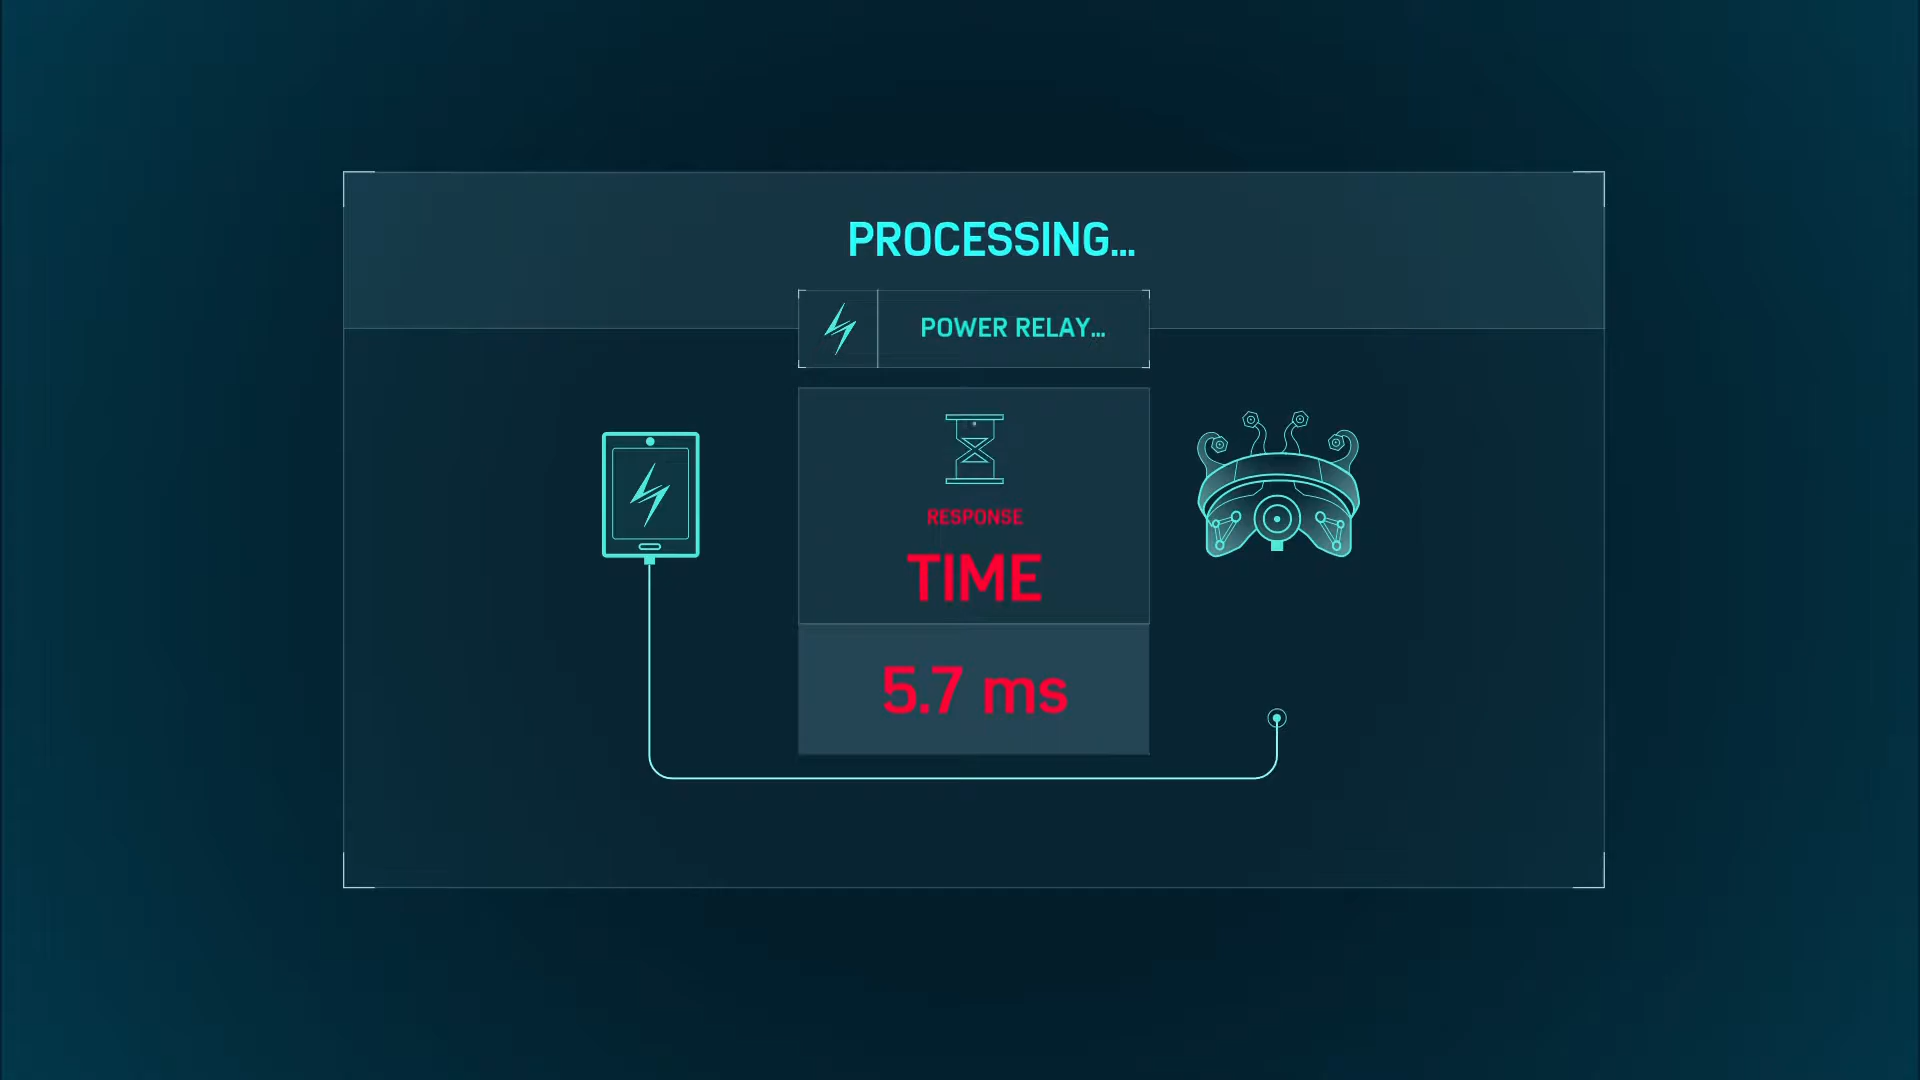 PROCESSING...
POWER RELAY...
RESPONSE
TIME
5.7 ms